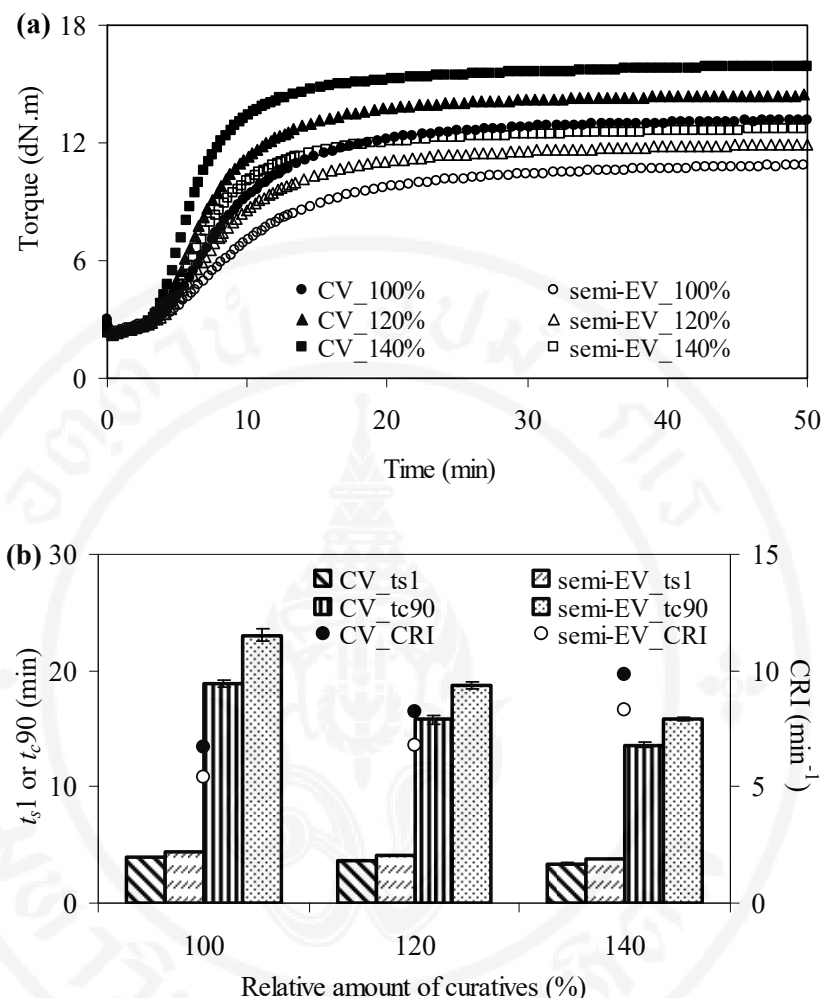 (a)
18
12
6
0
Torque (dN.m)
CV_100% semi-EV_100%
CV_120% semi-EV_120%
CV_140% semi-EV_140%
0 10 20 30 40 50
Time (min)
(b)
30
20
10
0
t_s1 or t_c90 (min)
CV_ts1 semi-EV_ts1
CV_tc90 semi-EV_tc90
CV_CRI semi-EV_CRI
15
10
5
0
CRI (min⁻¹)
100 120 140
Relative amount of curatives (%)